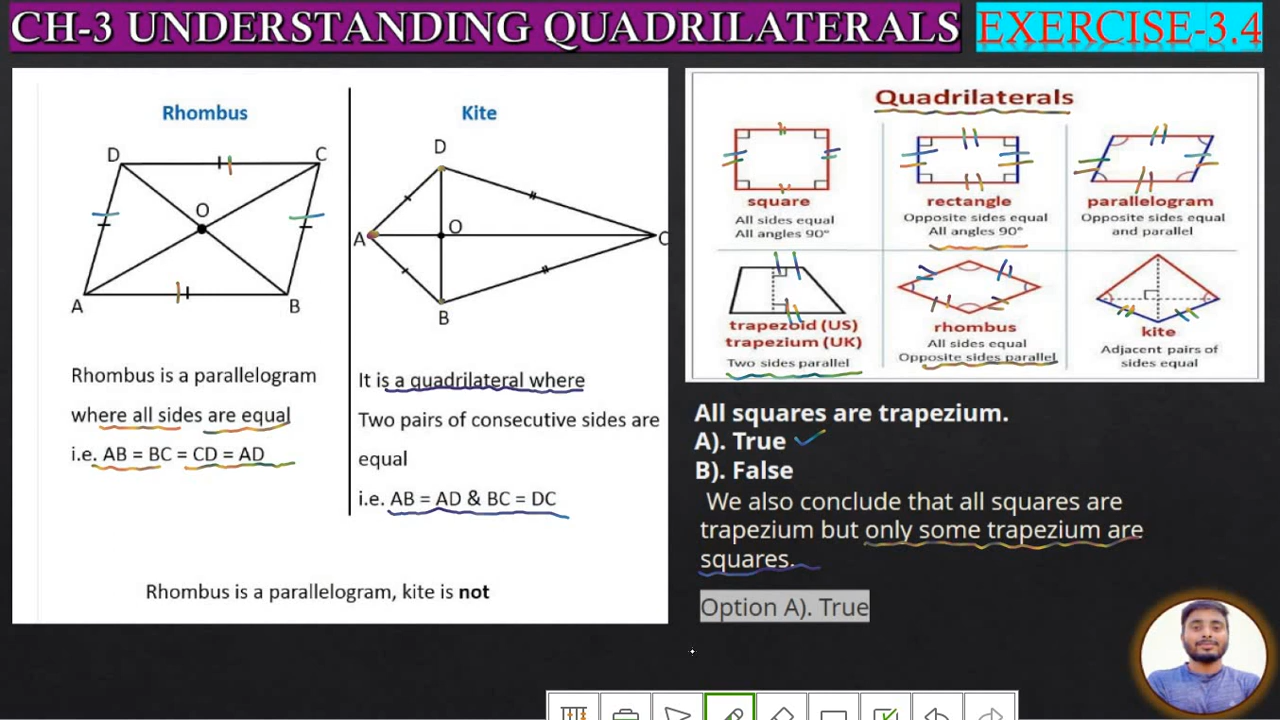 CH-3 UNDERSTANDING QUADRILATERALS EXERCISE-3.4
Rhombus
D
C
O
A
B
Rhombus is a parallelogram
where all sides are equal
i.e. AB = BC = CD = AD
Kite
D
A
O
C
B
It is a quadrilateral where
Two pairs of consecutive sides are
equal
i.e. AB = AD & BC = DC
Rhombus is a parallelogram, kite is not
Quadrilaterals
square
All sides equal
All angles 90°
rectangle
Opposite sides equal
All angles 90°
parallelogram
Opposite sides equal
and parallel
trapezoid (US)
trapezium (UK)
Two sides parallel
rhombus
All sides equal
Opposite sides parallel
kite
Adjacent pairs of
sides equal
All squares are trapezium.
A). True
B). False
We also conclude that all squares are
trapezium but only some trapezium are
squares.
Option A). True